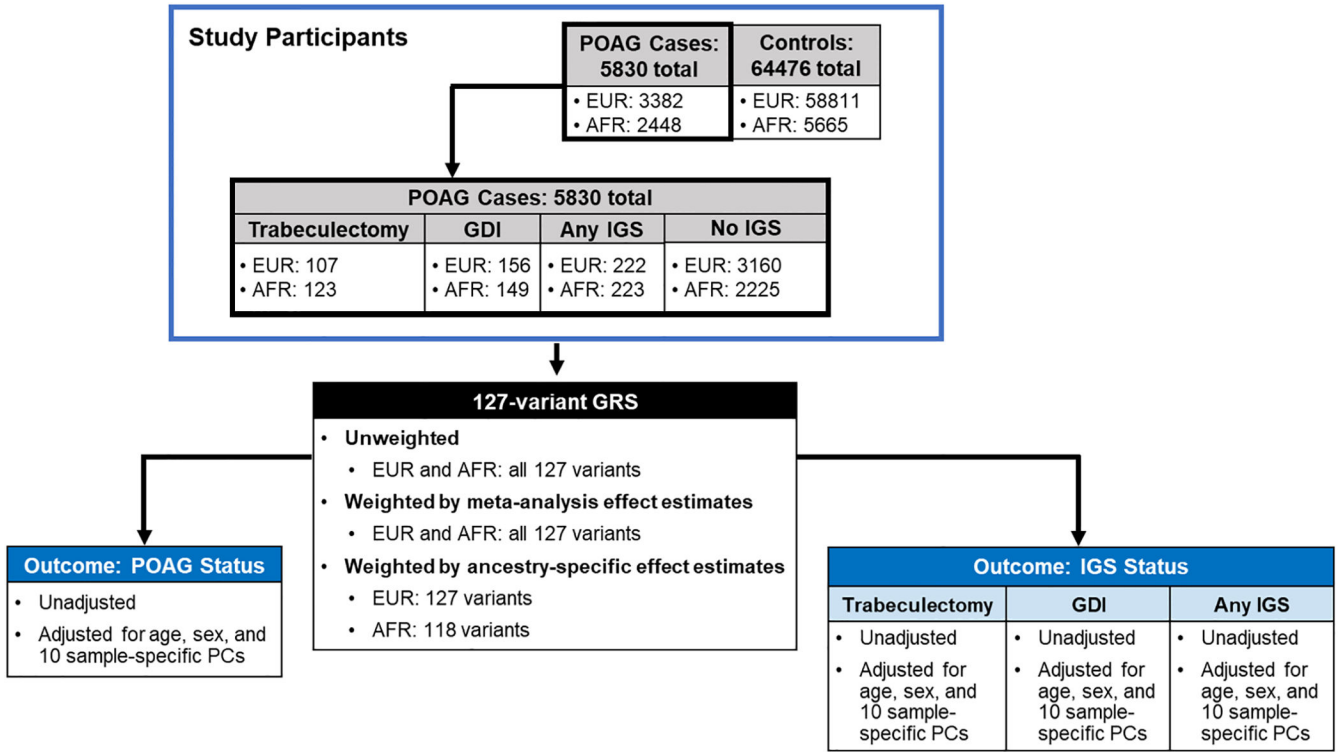 Study Participants
POAG Cases:
5830 total
Controls:
64476 total
• EUR: 3382
• AFR: 2448
• EUR: 58811
• AFR: 5665
POAG Cases: 5830 total
Trabeculectomy
GDI
Any IGS
No IGS
• EUR: 107
• AFR: 123
• EUR: 156
• AFR: 149
• EUR: 222
• AFR: 223
• EUR: 3160
• AFR: 2225
127-variant GRS
• Unweighted
• EUR and AFR: all 127 variants
• Weighted by meta-analysis effect estimates
• EUR and AFR: all 127 variants
• Weighted by ancestry-specific effect estimates
• EUR: 127 variants
• AFR: 118 variants
Outcome: POAG Status
• Unadjusted
• Adjusted for age, sex, and
10 sample-specific PCs
Outcome: IGS Status
Trabeculectomy
GDI
Any IGS
• Unadjusted
• Adjusted for
age, sex, and
10 sample-
specific PCs
• Unadjusted
• Adjusted for
age, sex, and
10 sample-
specific PCs
• Unadjusted
• Adjusted for
age, sex, and
10 sample-
specific PCs